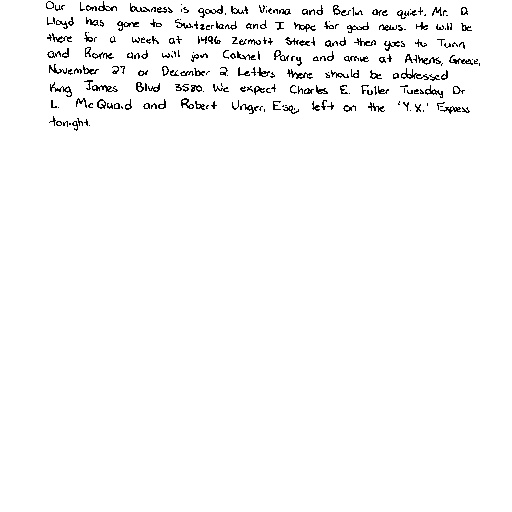 Our London business is good, but Vienna and Berlin are quiet. Mr. D.
Lloyd has gone to Switzerland and I hope for good news. He will be
there for a week at 1496 Zermott Street and then goes to Turin
and Rome and will join Colonel Parry and arrive at Athens, Greece,
November 27 or December 2. Letters there should be addressed
King James Blvd 3580. We expect Charles E. Fuller Tuesday. Dr
L. McQuaid and Robert Unger, Esq., left on the 'Y.X.' Express
tonight.